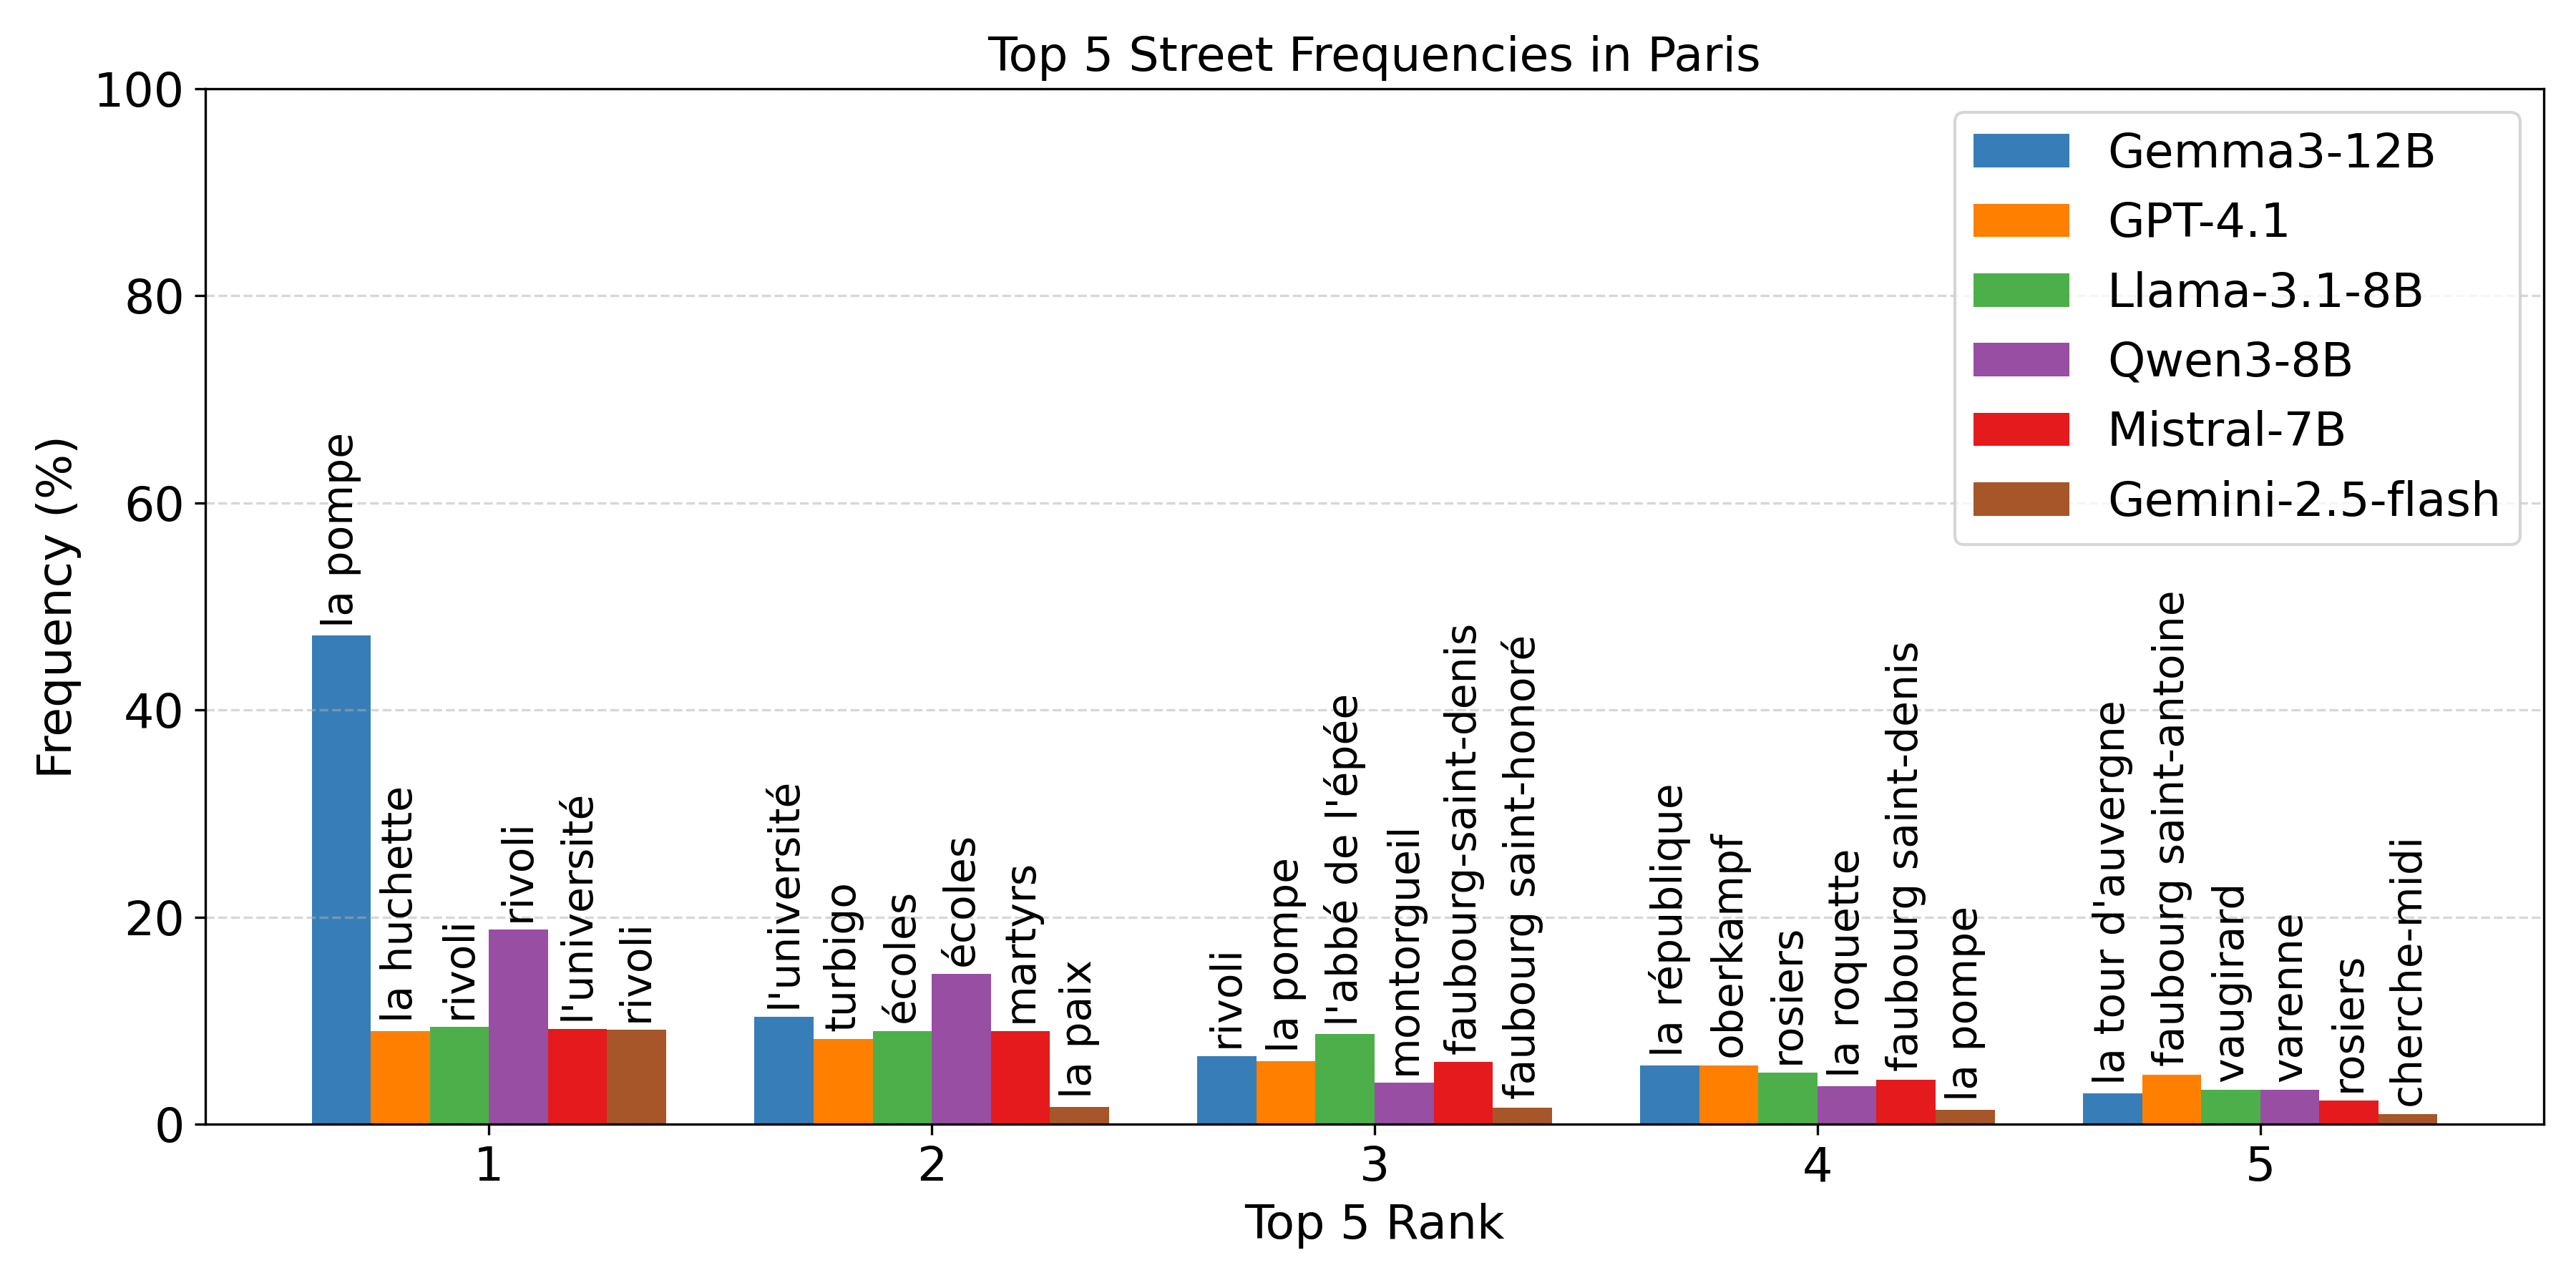 Top 5 Street Frequencies in Paris
Frequency (%)
100
80
60
40
20
0
Gemma3-12B
GPT-4.1
Llama-3.1-8B
Qwen3-8B
Mistral-7B
Gemini-2.5-flash
la pompe
la huchette
rivoli
rivoli
l'université
rivoli
l'université
turbigo
écoles
écoles
martyrs
la paix
rivoli
la pompe
l'abbé de l'épée
montorgueil
faubourg-saint-denis
faubourg saint-honoré
la république
oberkampf
rosiers
la roquette
faubourg saint-denis
la pompe
la tour d'auvergne
faubourg saint-antoine
vaugirard
varenne
rosiers
cherche-midi
1 2 3 4 5
Top 5 Rank